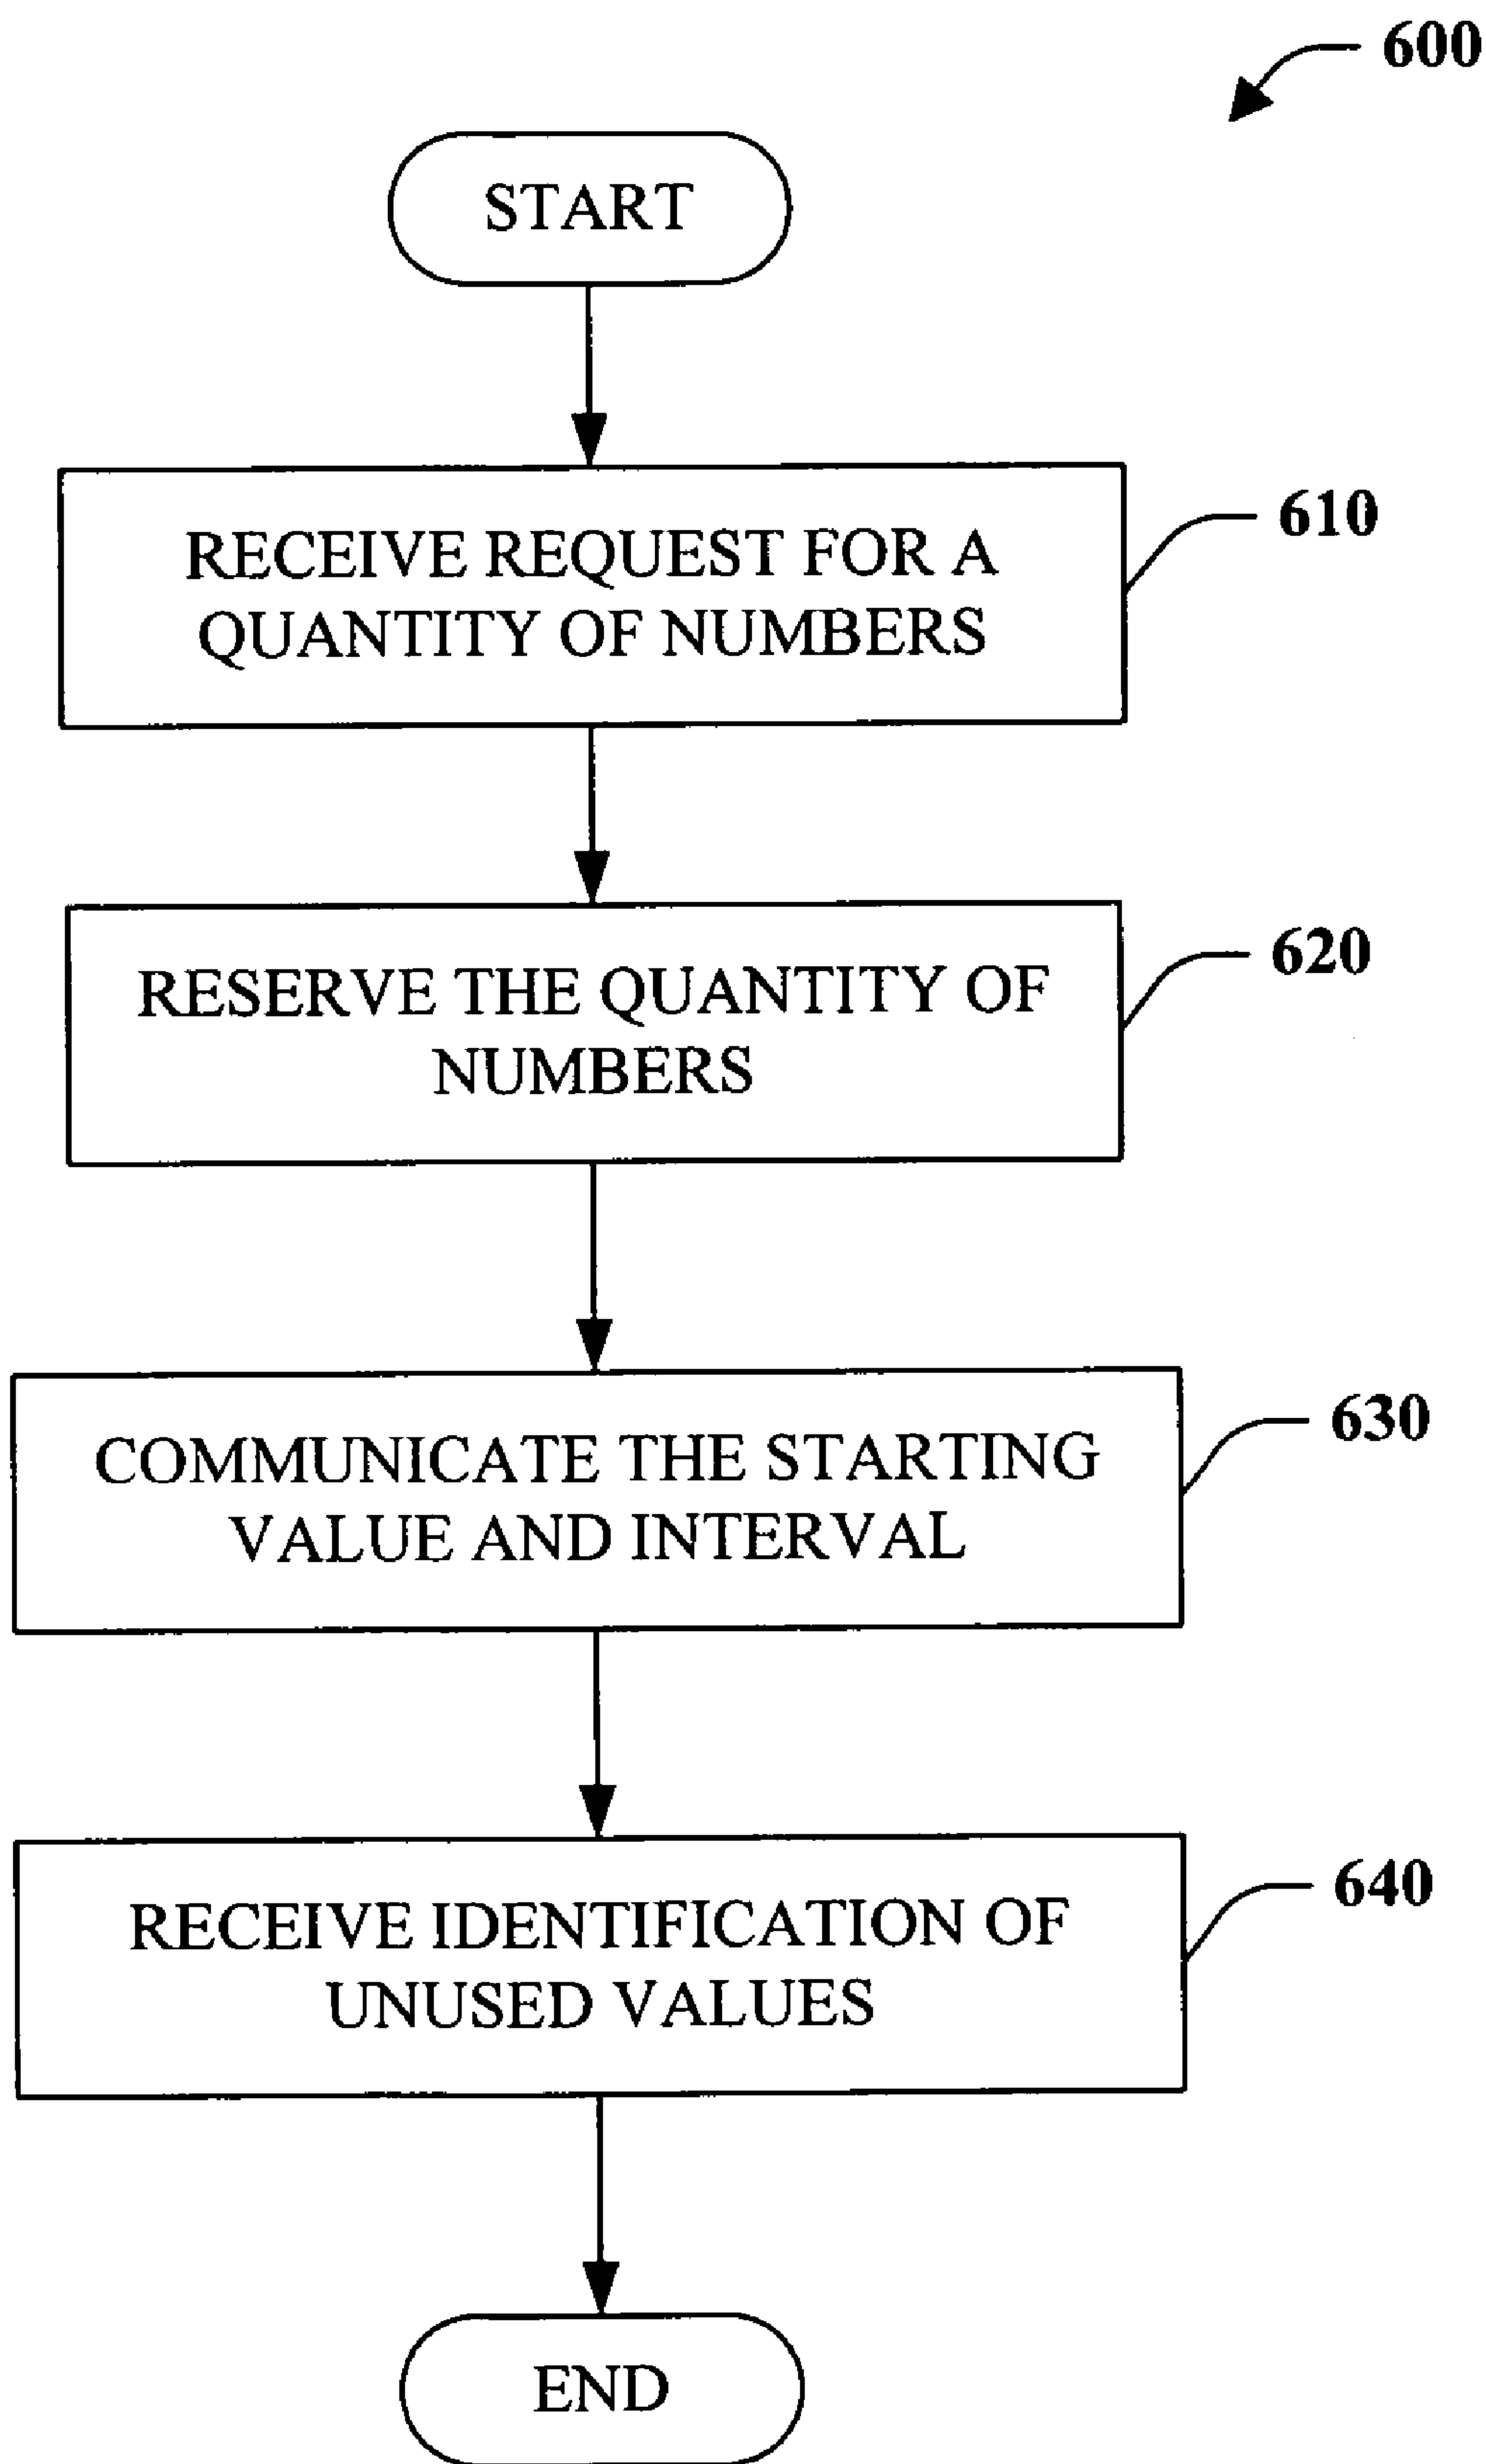 600
START
RECEIVE REQUEST FOR A
QUANTITY OF NUMBERS
610
RESERVE THE QUANTITY OF
NUMBERS
620
COMMUNICATE THE STARTING
VALUE AND INTERVAL
630
RECEIVE IDENTIFICATION OF
UNUSED VALUES
640
END